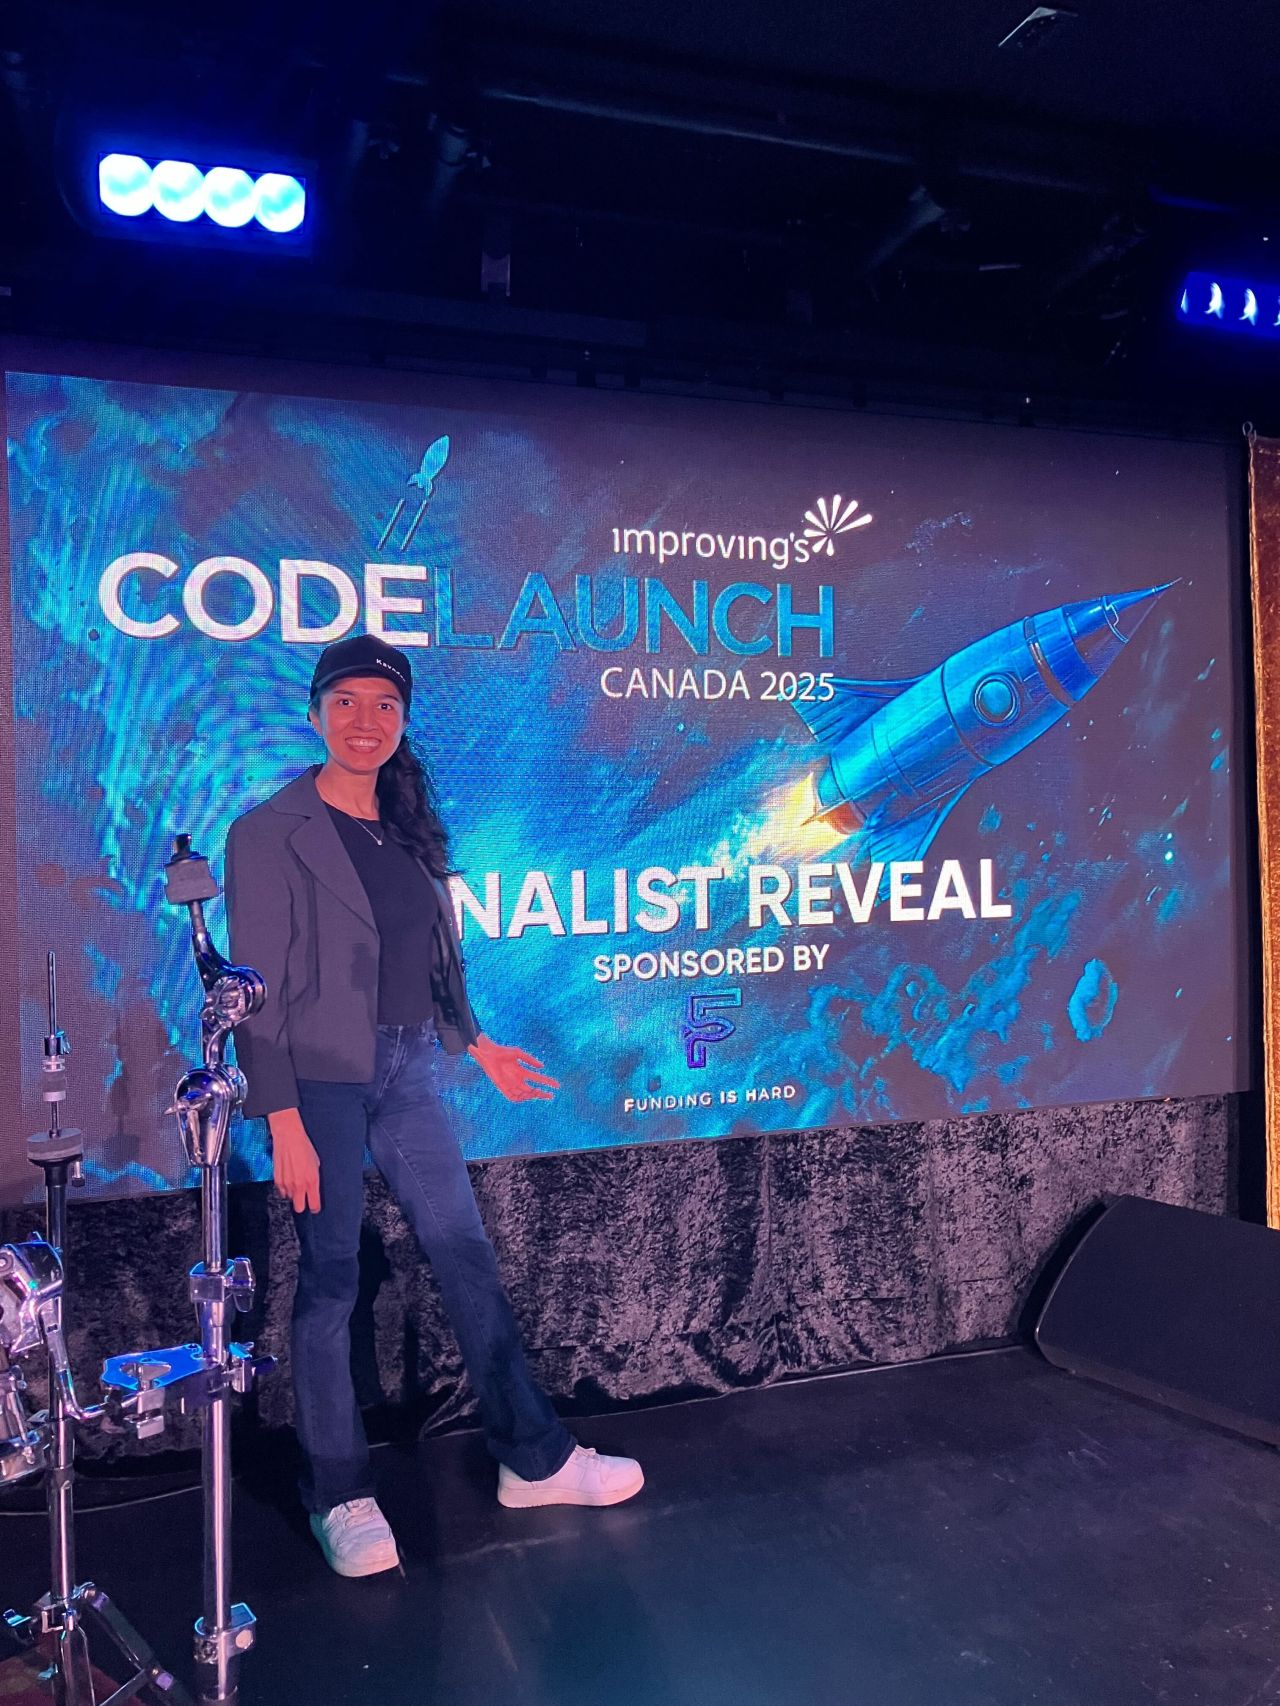 improving's
CODELAUNCH
CANADA 2025
NALIST REVEAL
SPONSORED BY
FUNDING IS HARD